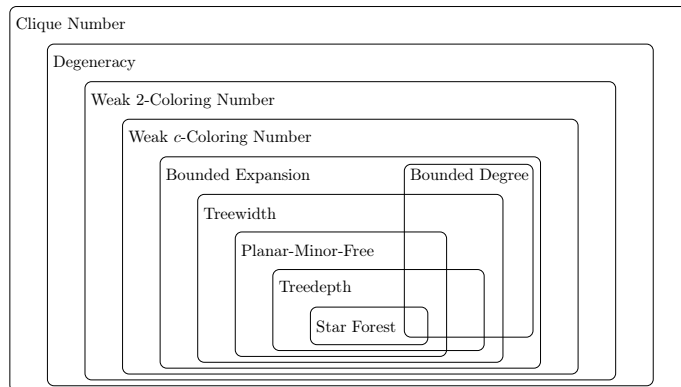 Clique Number
Degeneracy
Weak 2-Coloring Number
Weak c-Coloring Number
Bounded Expansion
Bounded Degree
Treewidth
Planar-Minor-Free
Treedepth
Star Forest